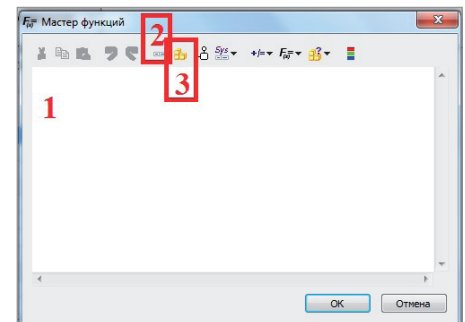 F(x)= Мастер функций
2
Sys +/= F(x)=
3
1
OK Отмена